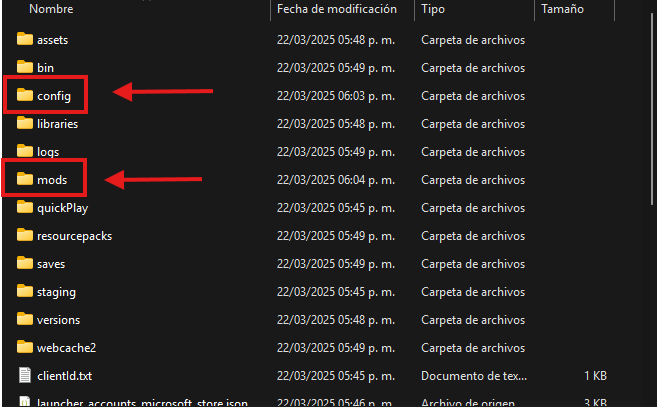 Nombre Fecha de modificación Tipo Tamaño
assets 22/03/2025 05:48 p. m. Carpeta de archivos
bin 22/03/2025 05:49 p. m. Carpeta de archivos
config 22/03/2025 06:03 p. m. Carpeta de archivos
libraries 22/03/2025 05:48 p. m. Carpeta de archivos
logs 22/03/2025 05:49 p. m. Carpeta de archivos
mods 22/03/2025 06:04 p. m. Carpeta de archivos
quickPlay 22/03/2025 05:45 p. m. Carpeta de archivos
resourcepacks 22/03/2025 05:49 p. m. Carpeta de archivos
saves 22/03/2025 05:49 p. m. Carpeta de archivos
staging 22/03/2025 05:45 p. m. Carpeta de archivos
versions 22/03/2025 05:48 p. m. Carpeta de archivos
webcache2 22/03/2025 05:49 p. m. Carpeta de archivos
clientId.txt 22/03/2025 05:45 p. m. Documento de tex... 1 KB
launcher_accounts_microsoft_store.json 22/03/2025 05:46 p. m. Archivo de origen 3 KB